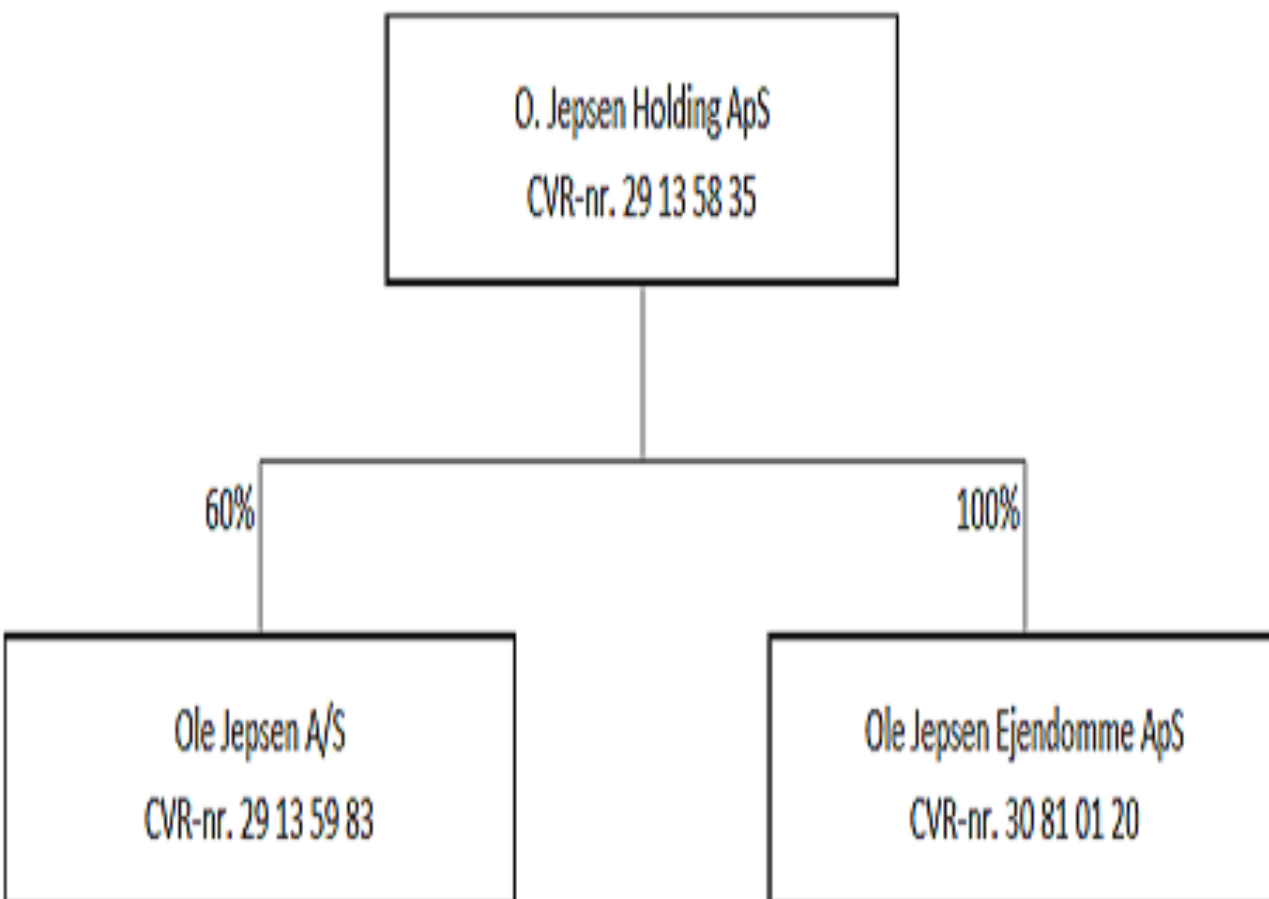 O. Jepsen Holding ApS
CVR-nr. 29 13 58 35
60%
100%
Ole Jepsen A/S
CVR-nr. 29 13 59 83
Ole Jepsen Ejendomme ApS
CVR-nr. 30 81 01 20